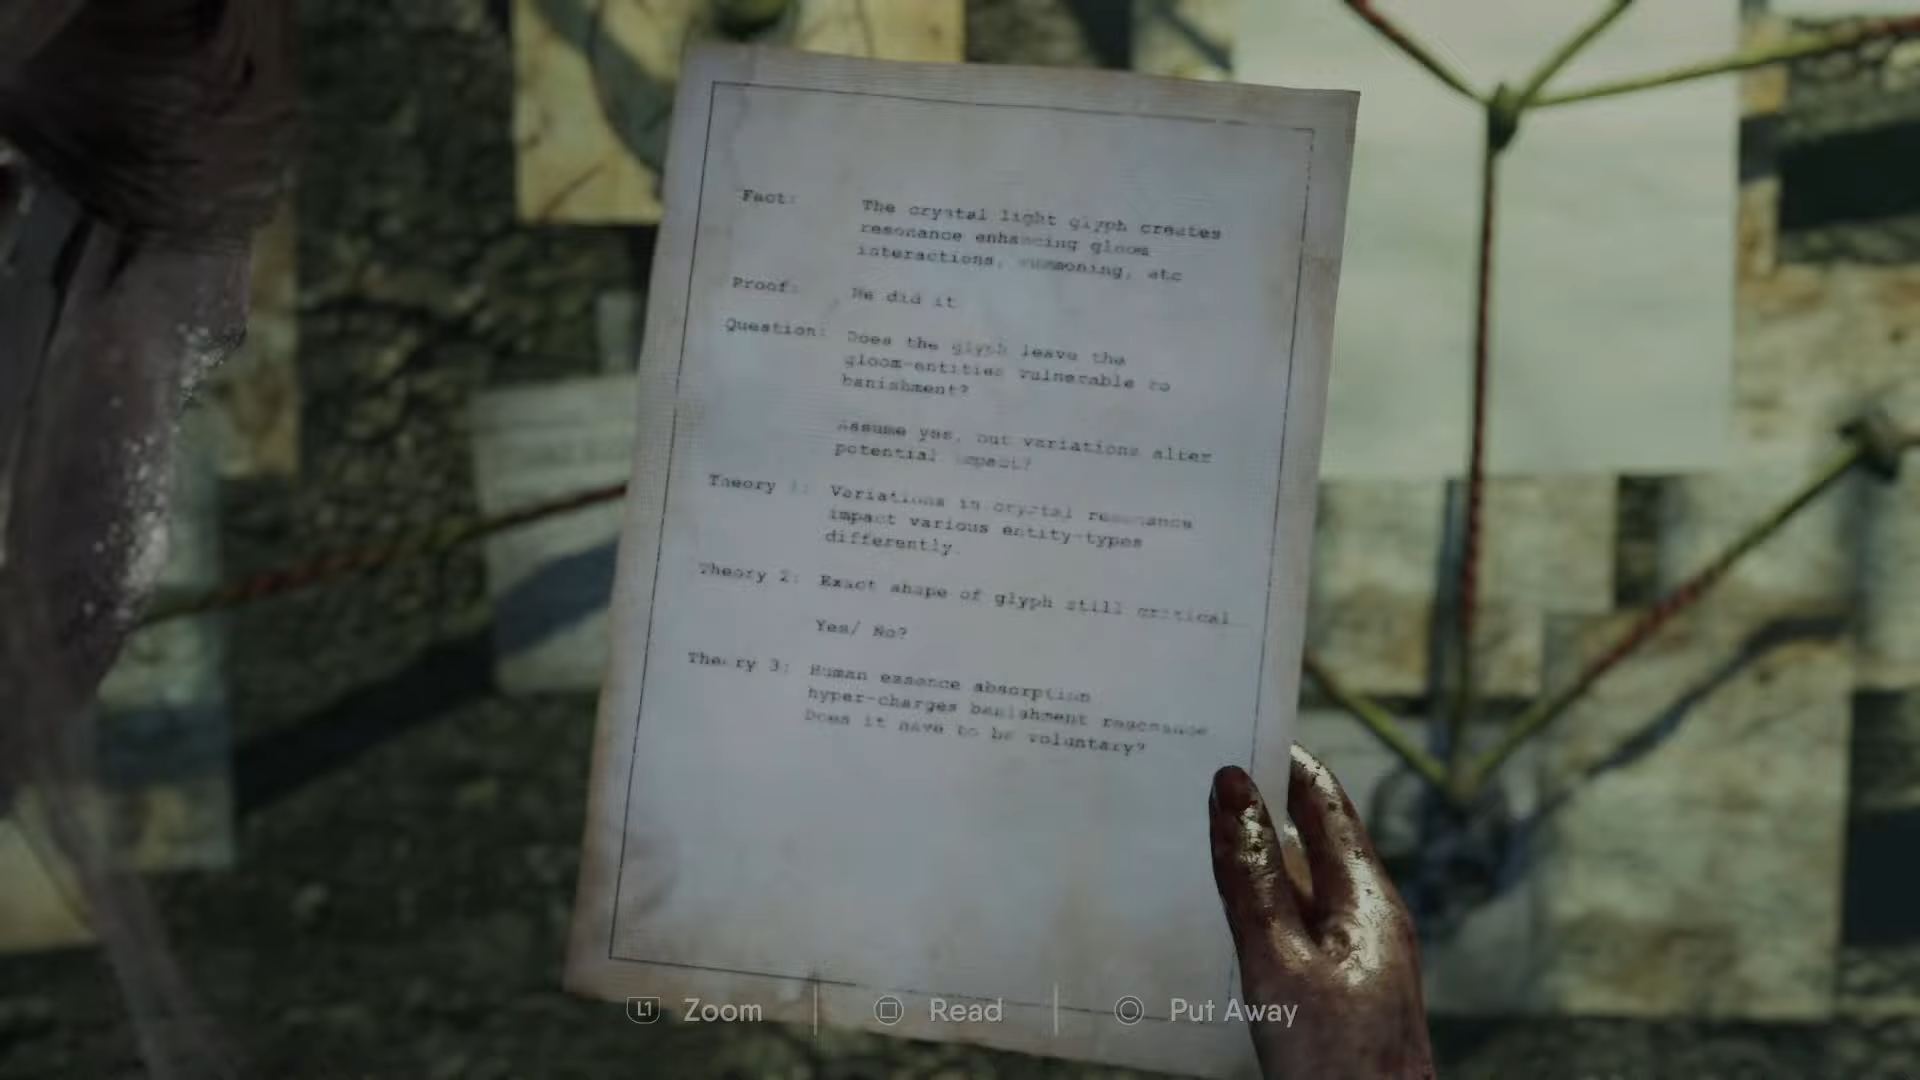 Fact: The crystal light glyph creates
resonance enhancing gloom
interactions, summoning, etc
Proof: He did it
Question: Does the glyph leave the
gloom-entities vulnerable to
banishment?
Assume yes, but variations alter
potential impact?
Theory 1: Variations in crystal resonance
impact various entity-types
differently.
Theory 2: Exact shape of glyph still critical
Yes/ No?
Theory 3: Human essence absorption
hyper-charges banishment resonance
Does it have to be voluntary?
L1 Zoom Read Put Away